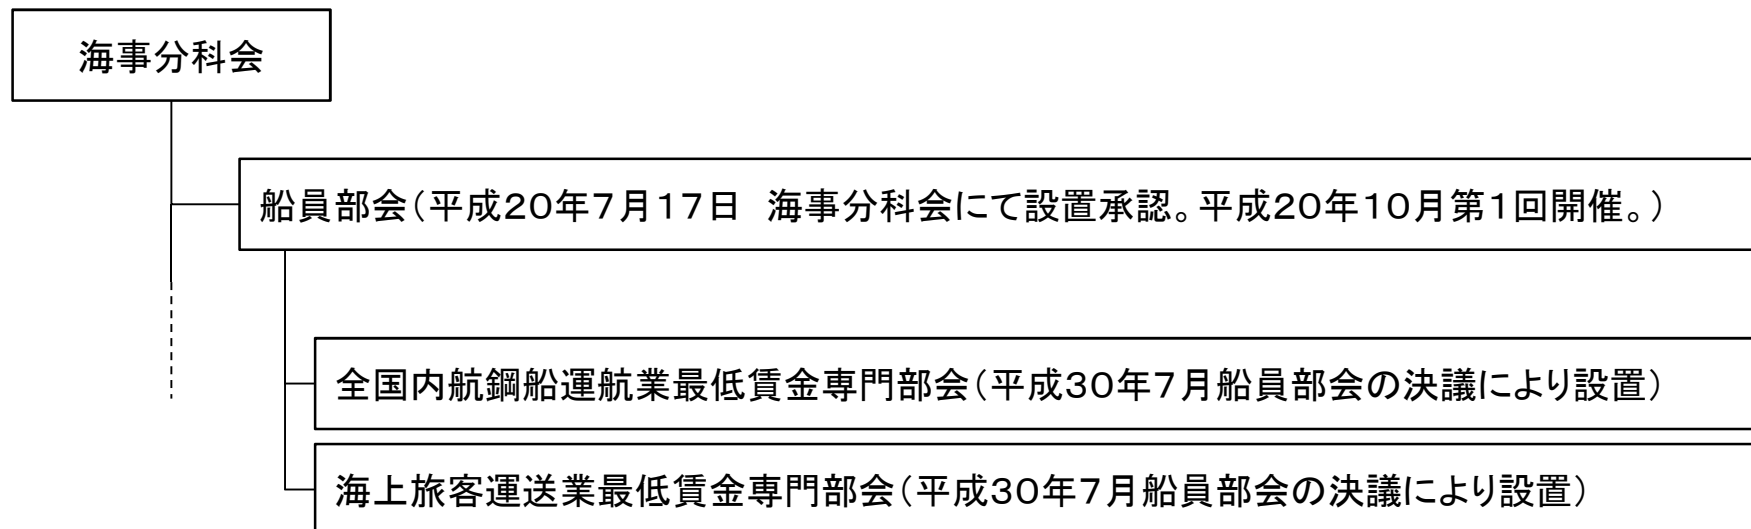 海事分科会
船員部会（平成２０年７月１７日　海事分科会にて設置承認。平成２０年１０月第１回開催。）
全国内航鋼船運航業最低賃金専門部会（平成３０年７月船員部会の決議により設置）
海上旅客運送業最低賃金専門部会（平成３０年７月船員部会の決議により設置）